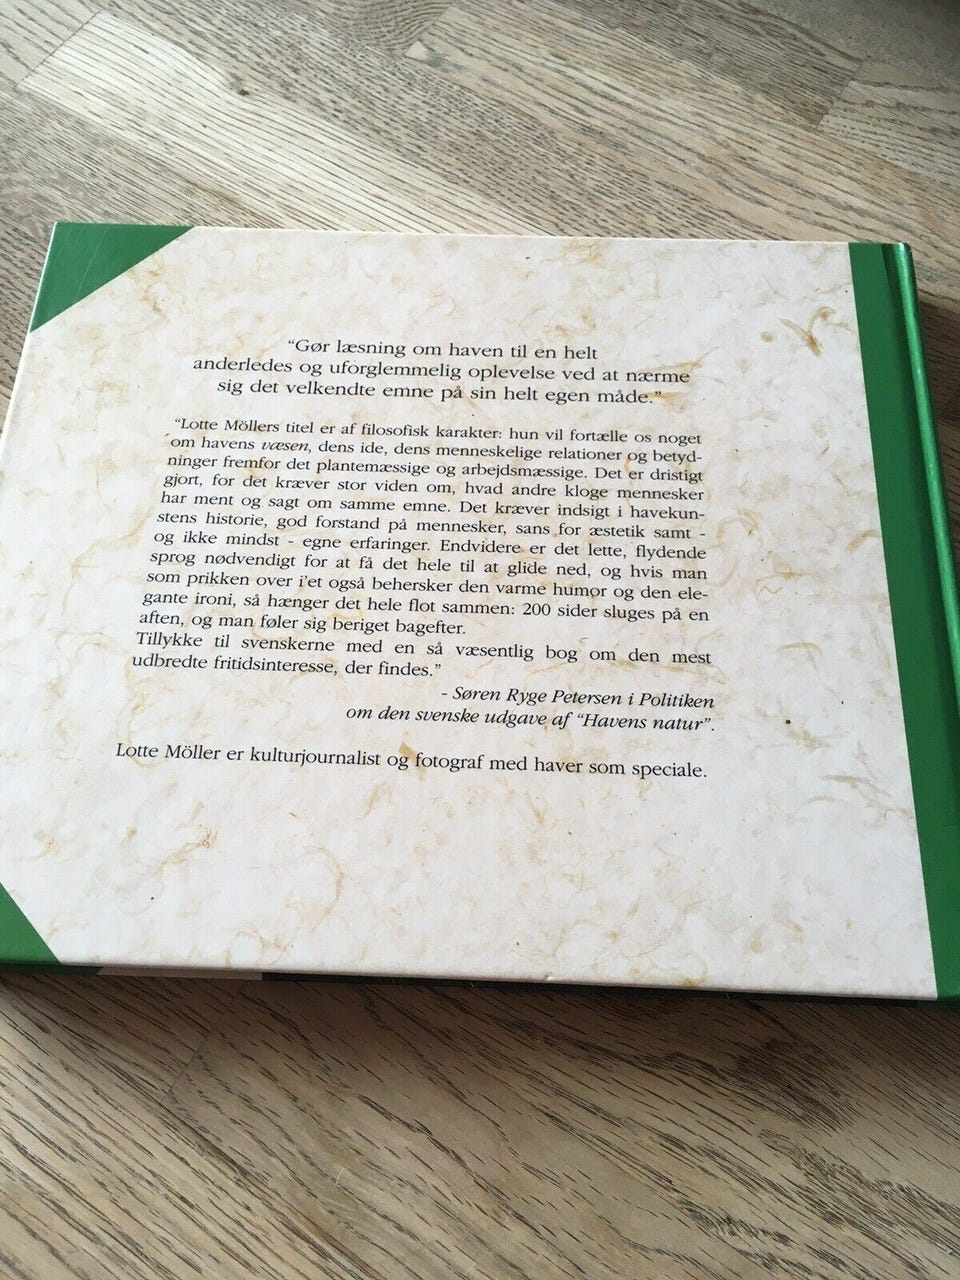 "Gør læsning om haven til en helt
anderledes og uforglemmelig oplevelse ved at nærme
sig det velkendte emne på sin helt egen måde."
"Lotte Möllers titel er af filosofisk karakter: hun vil fortælle os noget
om havens væsen, dens ide, dens menneskelige relationer og betyd-
ninger fremfor det plantemæssige og arbejdsmæssige. Det er dristigt
gjort, for det kræver stor viden om, hvad andre kloge mennesker
har ment og sagt om samme emne. Det kræver indsigt i havekun-
stens historie, god forstand på mennesker, sans for æstetik samt -
og ikke mindst - egne erfaringer. Endvidere er det lette, flydende
sprog nødvendigt for at få det hele til at glide ned, og hvis man
som prikken over i'et også behersker den varme humor og den ele-
gante ironi, så hænger det hele flot sammen: 200 sider sluges på en
aften, og man føler sig beriget bagefter.
Tillykke til svenskerne med en så væsentlig bog om den mest
udbredte fritidsinteresse, der findes."
- Søren Ryge Petersen i Politiken
om den svenske udgave af "Havens natur".
Lotte Möller er kulturjournalist og fotograf med haver som speciale.